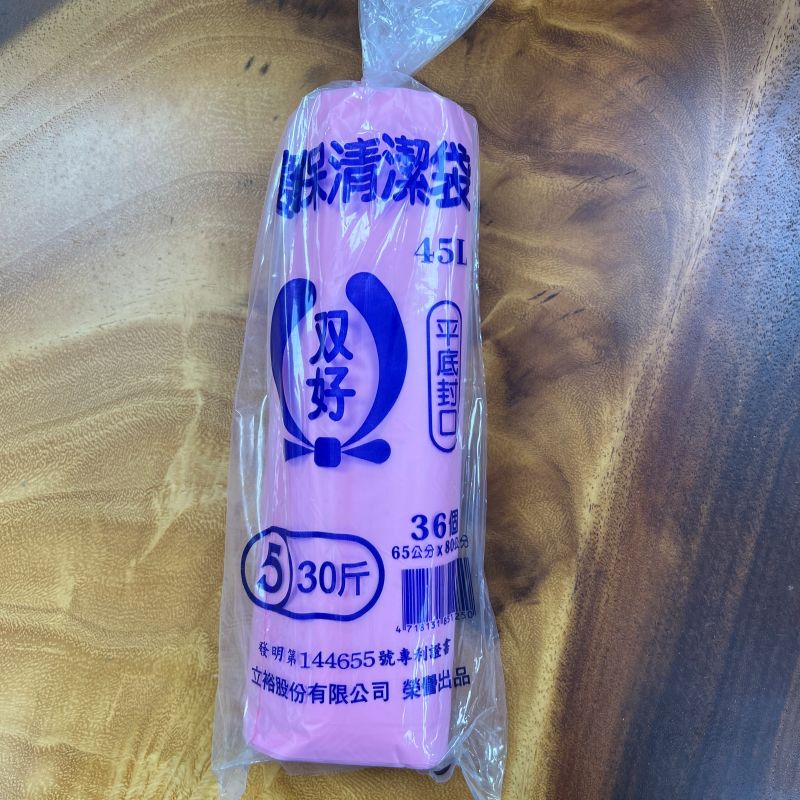 保清潔袋
45L
双好
平底封口
36個
65公分x80公分
5 30斤
發明第144655號專利證書
立裕股份有限公司 榮譽出品